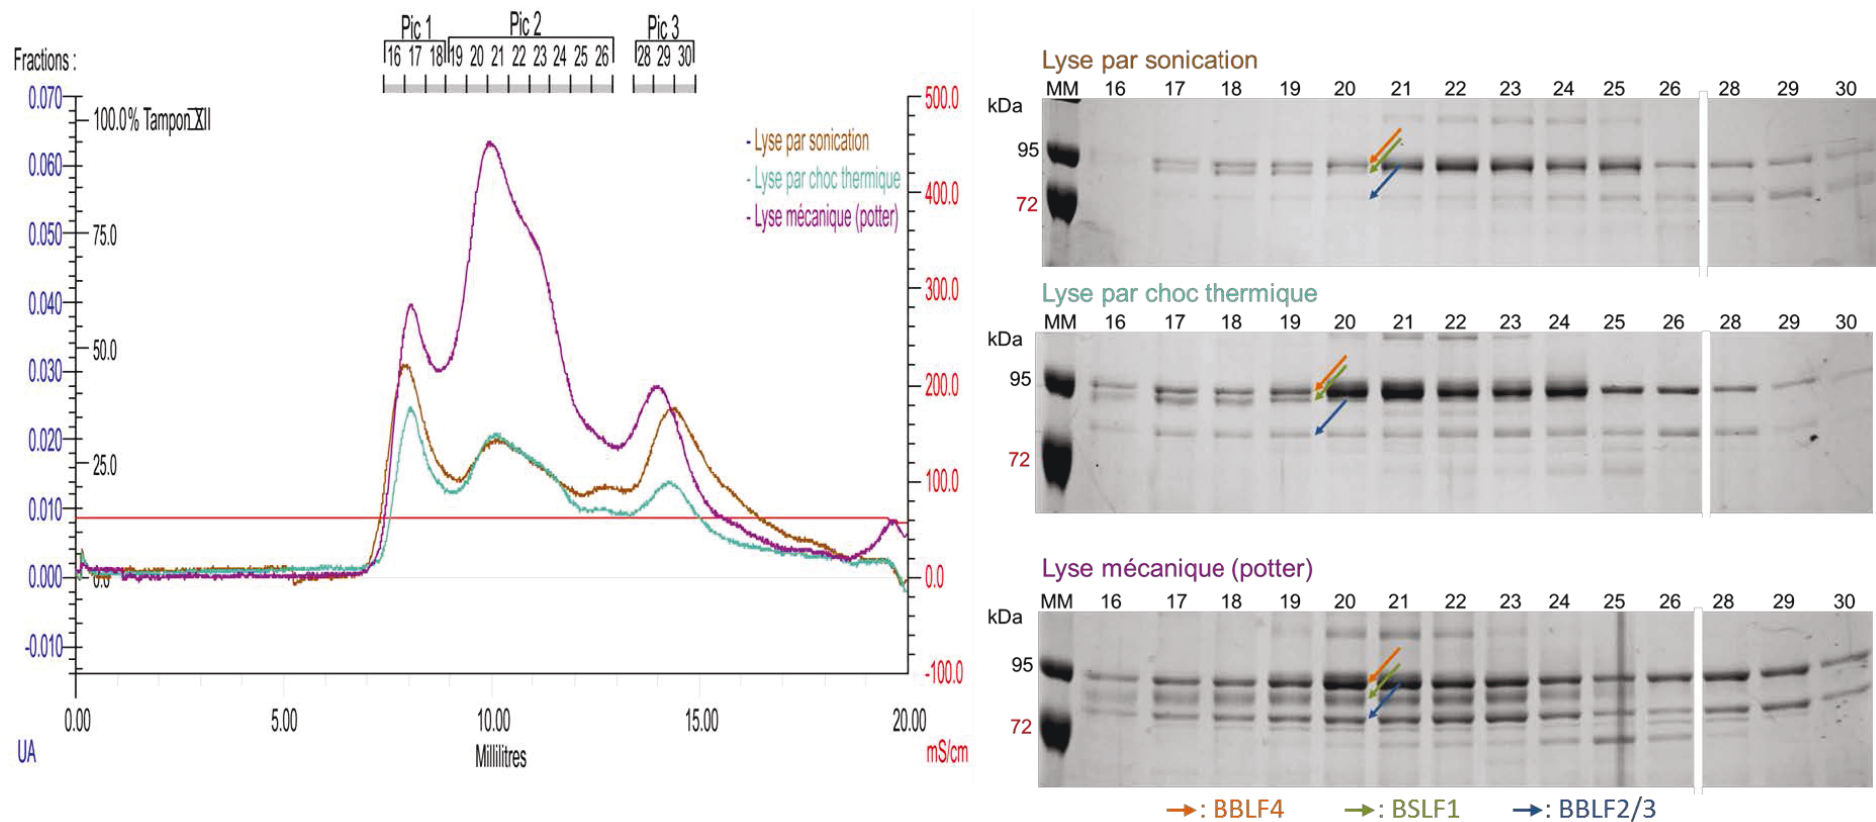 Pic 1
Pic 2
Pic 3
Fractions :
16 17 18 19 20 21 22 23 24 25 26 28 29 30
0.070
0.060
0.050
0.040
0.030
0.020
0.010
0.000
-0.010
UA
100.0% Tampon XII
75.0
50.0
25.0
0.0
- Lyse par sonication
- Lyse par choc thermique
- Lyse mécanique (potter)
500.0
400.0
300.0
200.0
100.0
0.0
-100.0
mS/cm
0.00 5.00 10.00 15.00 20.00
Millilitres
Lyse par sonication
MM 16 17 18 19 20 21 22 23 24 25 26 28 29 30
kDa
95
72
Lyse par choc thermique
MM 16 17 18 19 20 21 22 23 24 25 26 28 29 30
kDa
95
72
Lyse mécanique (potter)
MM 16 17 18 19 20 21 22 23 24 25 26 28 29 30
kDa
95
72
: BBLF4 : BSLF1 : BBLF2/3